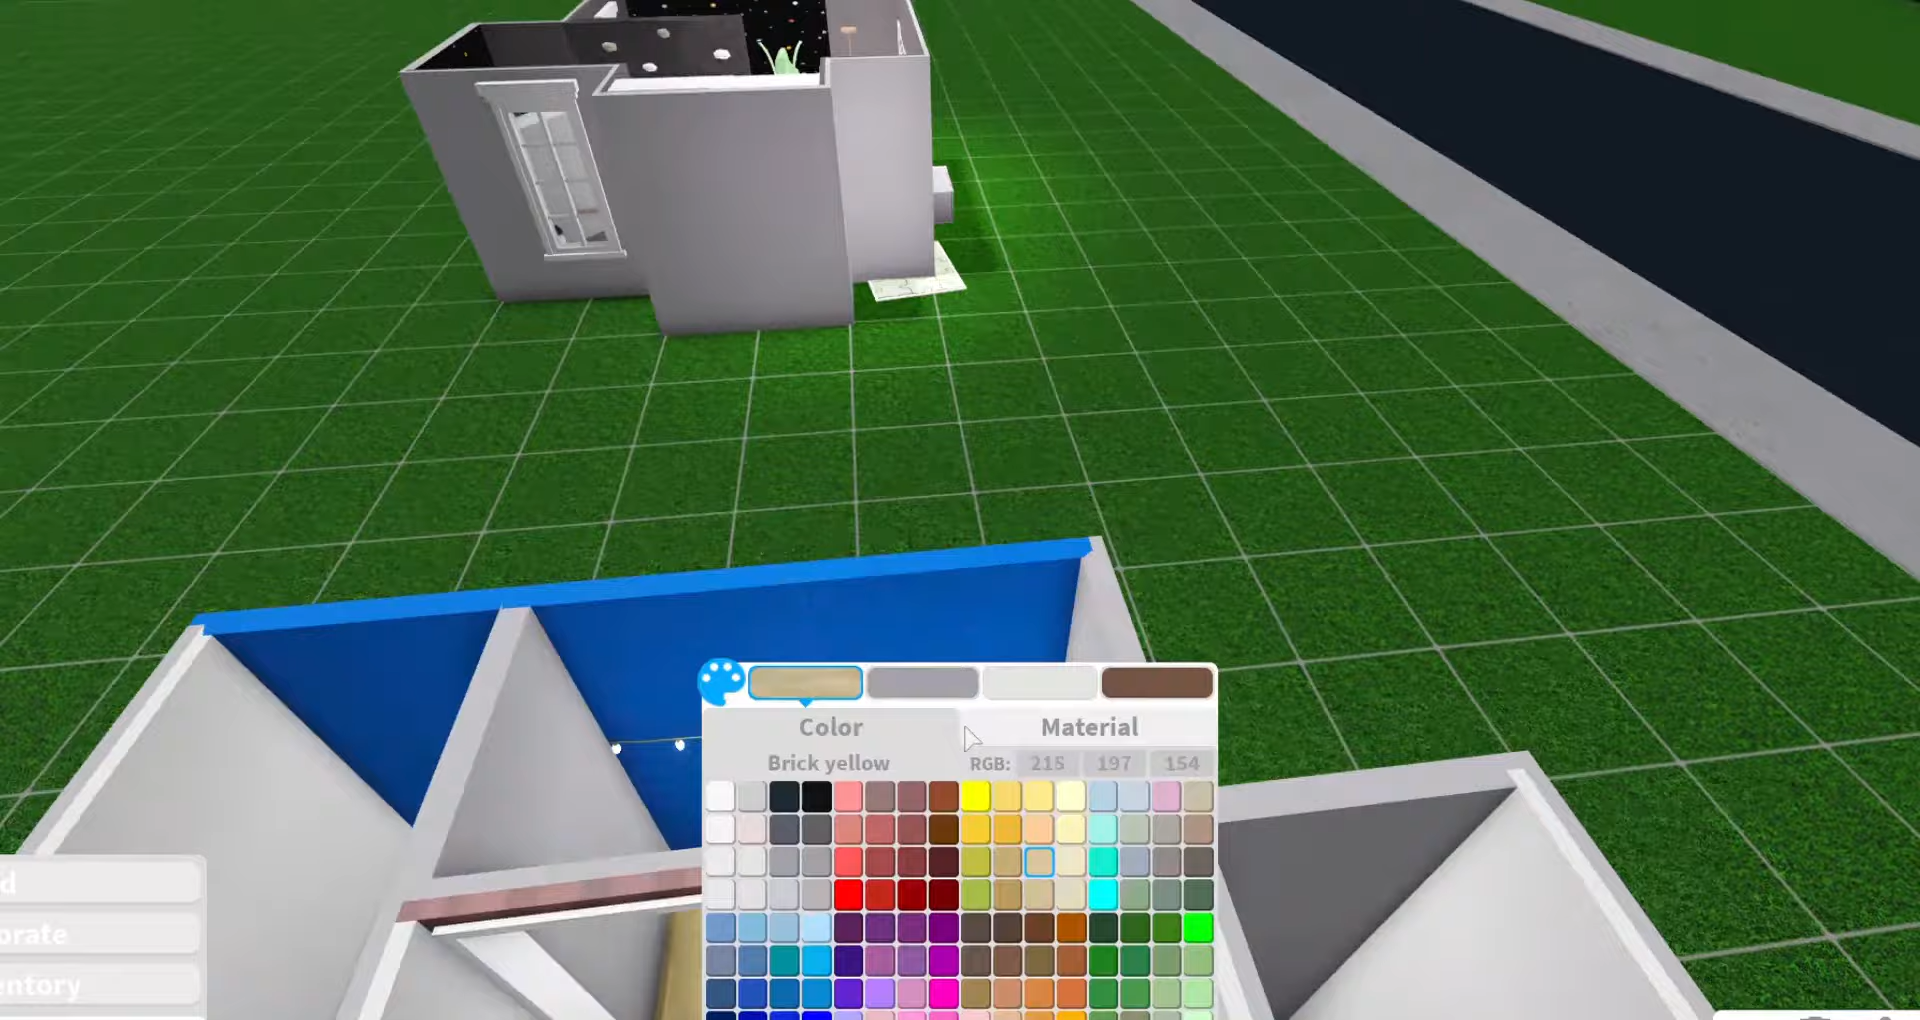 Color
Material
Brick yellow
RGB: 215 197 154
d
orate
entory